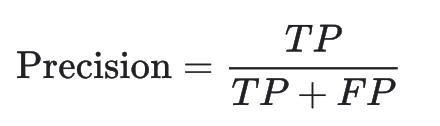 Precision = TP / (TP + FP)